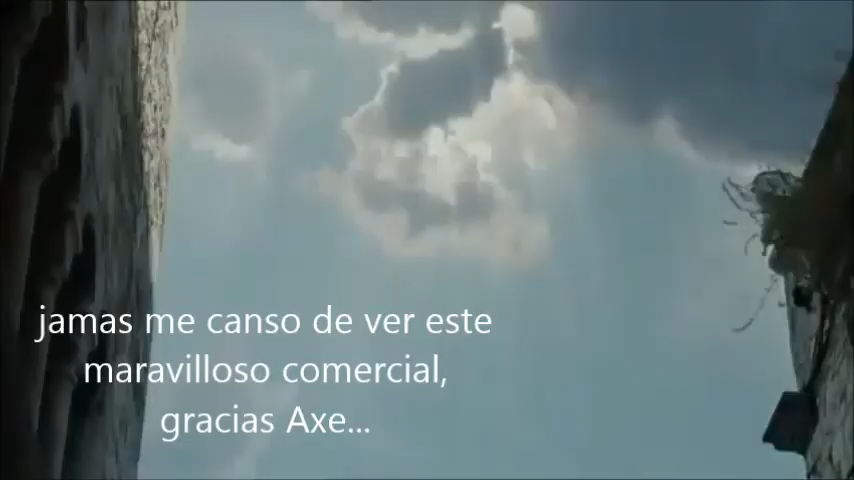 jamas me canso de ver este
maravilloso comercial,
gracias Axe...